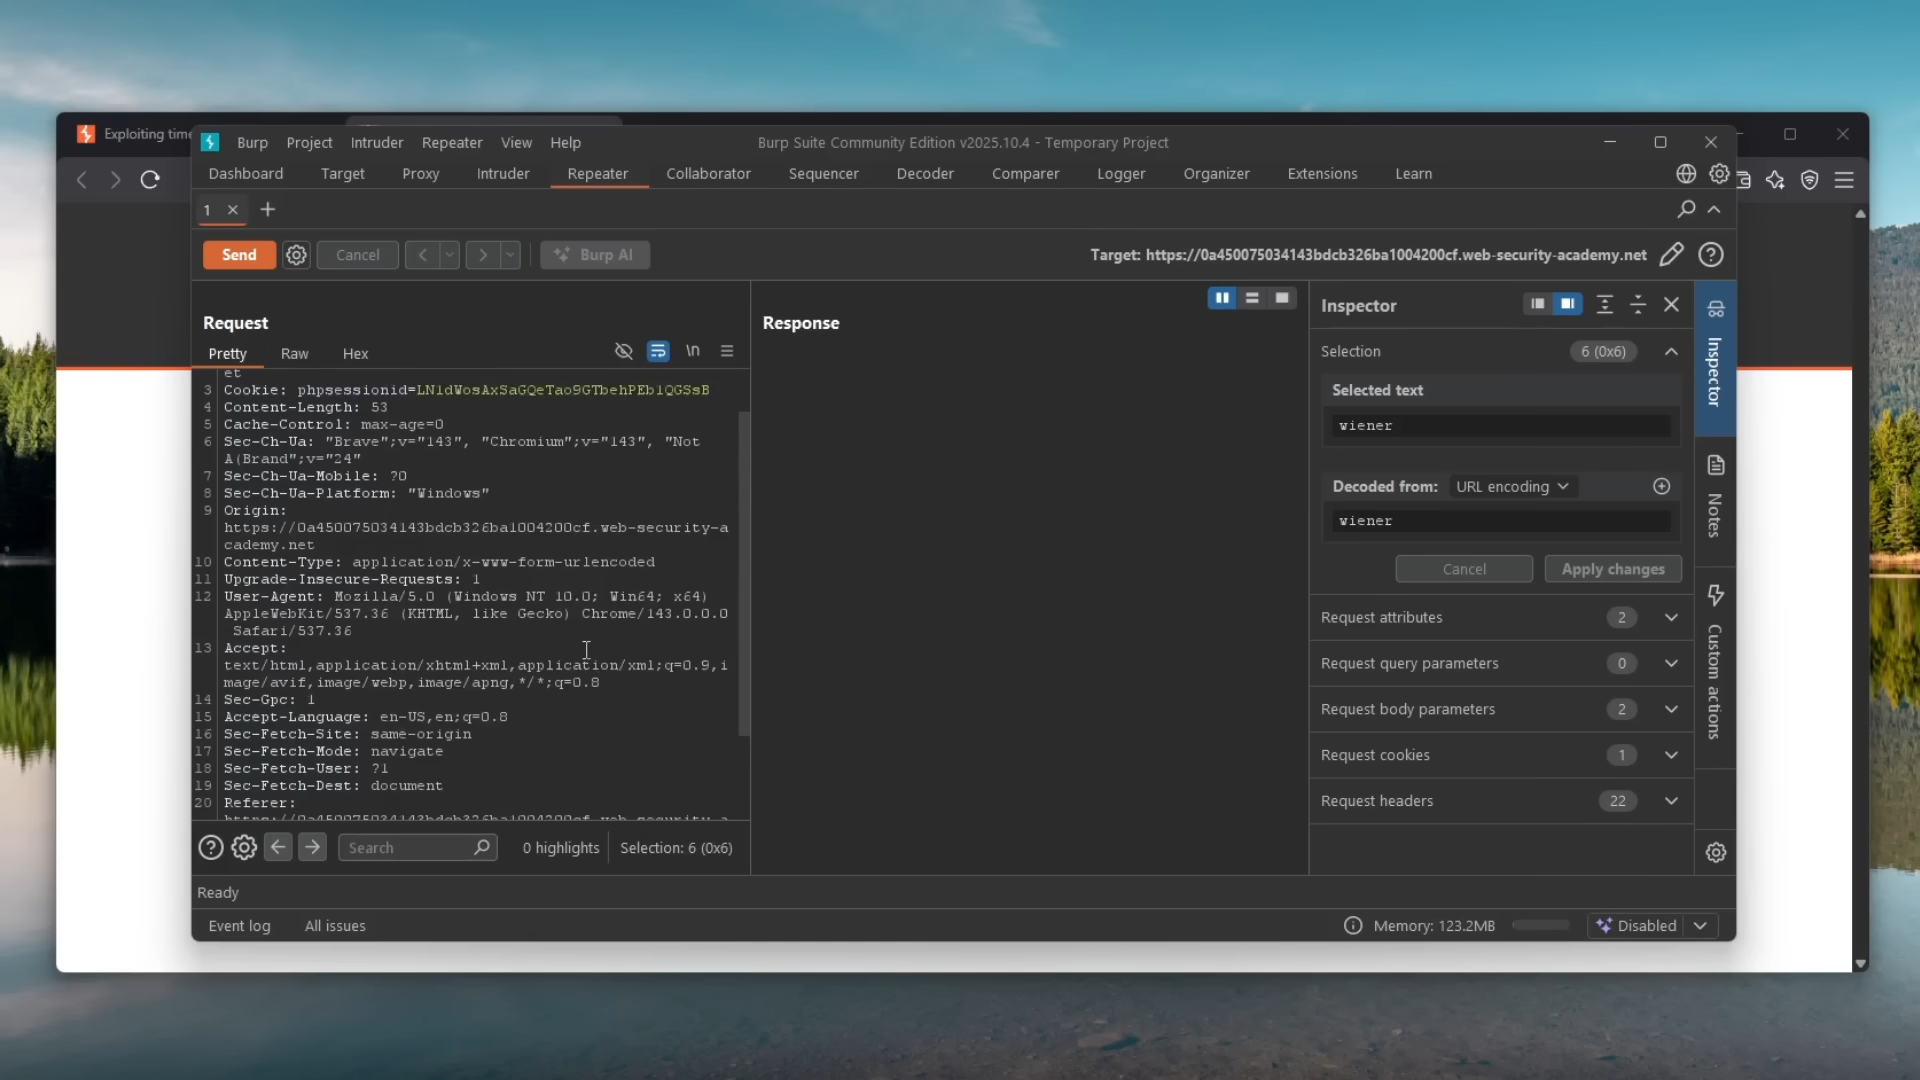 Exploiting time
Burp Project Intruder Repeater View Help
Burp Suite Community Edition v2025.10.4 - Temporary Project
Dashboard Target Proxy Intruder Repeater Collaborator Sequencer Decoder Comparer Logger Organizer Extensions Learn
1
Send Cancel Burp AI
Target: https://0a450075034143bdcb326ba1004200cf.web-security-academy.net
Request
Pretty Raw Hex
\n
et
3 Cookie: phpsessionid=LN1dWosAxSaGQeTao9GTbehPEb1QGSsB
4 Content-Length: 53
5 Cache-Control: max-age=0
6 Sec-Ch-Ua: "Brave";v="143", "Chromium";v="143", "Not
A(Brand";v="24"
7 Sec-Ch-Ua-Mobile: ?0
8 Sec-Ch-Ua-Platform: "Windows"
9 Origin:
https://0a450075034143bdcb326ba1004200cf.web-security-a
cademy.net
10 Content-Type: application/x-www-form-urlencoded
11 Upgrade-Insecure-Requests: 1
12 User-Agent: Mozilla/5.0 (Windows NT 10.0; Win64; x64)
AppleWebKit/537.36 (KHTML, like Gecko) Chrome/143.0.0.0
Safari/537.36
13 Accept:
text/html,application/xhtml+xml,application/xml;q=0.9,i
mage/avif,image/webp,image/apng,*/*;q=0.8
14 Sec-Gpc: 1
15 Accept-Language: en-US,en;q=0.8
16 Sec-Fetch-Site: same-origin
17 Sec-Fetch-Mode: navigate
18 Sec-Fetch-User: ?1
19 Sec-Fetch-Dest: document
20 Referer:
https://0a450075034143bdcb326ba1004200cf.web-security-a
Search
0 highlights
Selection: 6 (0x6)
Response
Inspector
Selection 6 (0x6)
Selected text
wiener
Decoded from: URL encoding
wiener
Cancel Apply changes
Request attributes 2
Request query parameters 0
Request body parameters 2
Request cookies 1
Request headers 22
Inspector
Notes
Custom actions
Ready
Event log All issues
Memory: 123.2MB
Disabled